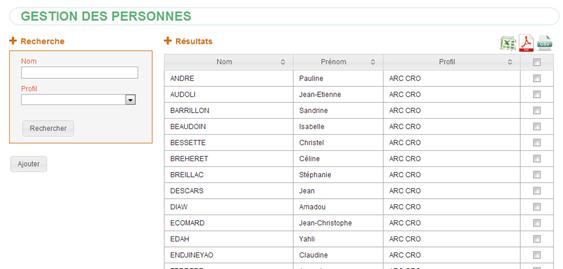 GESTION DES PERSONNES
Recherche
Nom
Profil
Rechercher
Ajouter
Résultats
Nom Prénom Profil
ANDRE Pauline ARC CRO
AUDOLI Jean-Etienne ARC CRO
BARRILLON Sandrine ARC CRO
BEAUDOIN Isabelle ARC CRO
BESSETTE Christel ARC CRO
BREHERET Céline ARC CRO
BREILLAC Stéphanie ARC CRO
DESCARS Jean ARC CRO
DIAW Amadou ARC CRO
ECOMARD Jean-Christophe ARC CRO
EDAH Yahli ARC CRO
ENDJINEYAO Claudine ARC CRO